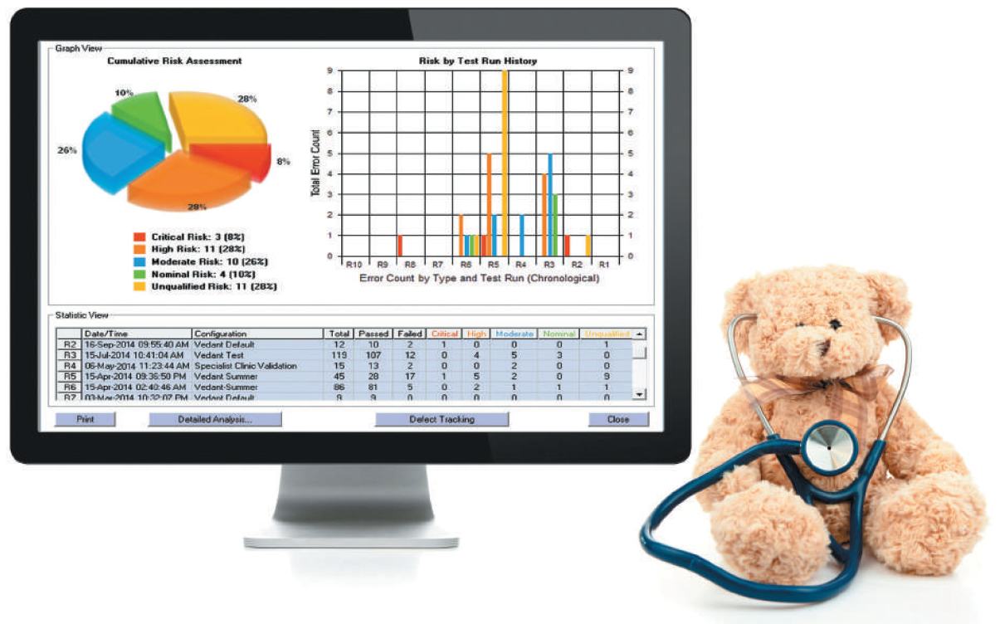 Graph View
Cumulative Risk Assessment
10%
28%
26%
8%
28%
Critical Risk: 3 (8%)
High Risk: 11 (28%)
Moderate Risk: 10 (26%)
Nominal Risk: 4 (10%)
Unqualified Risk: 11 (28%)
Risk by Test Run History
9 9
8 8
7 7
6 6
5 5
4 4
3 3
2 2
1 1
0 0
Total Error Count
R10 R9 R8 R7 R6 R5 R4 R3 R2 R1
Error Count by Type and Test Run (Chronological)
Statistic View
Date/Time Configuration Total Passed Failed Critical High Moderate Nominal Unqualified
R2 16-Sep-2014 09:55:40 AM Vedant Default 12 10 2 1 0 0 0 1
R3 15-Jul-2014 10:41:04 AM Vedant Test 119 107 12 0 4 5 3 0
R4 06-May-2014 11:23:44 AM Specialist Clinic Validation 15 13 2 0 0 2 0 0
R5 15-Apr-2014 09:36:50 PM Vedant-Summer 45 28 17 1 5 2 0 9
R6 15-Apr-2014 02:40:46 AM Vedant-Summer 86 81 5 0 2 1 1 1
R7 03-Mar-2014 10:32:07 PM Vedant Default 9 9 0 0 0 0 0 0
Print Detailed Analysis... Defect Tracking Close